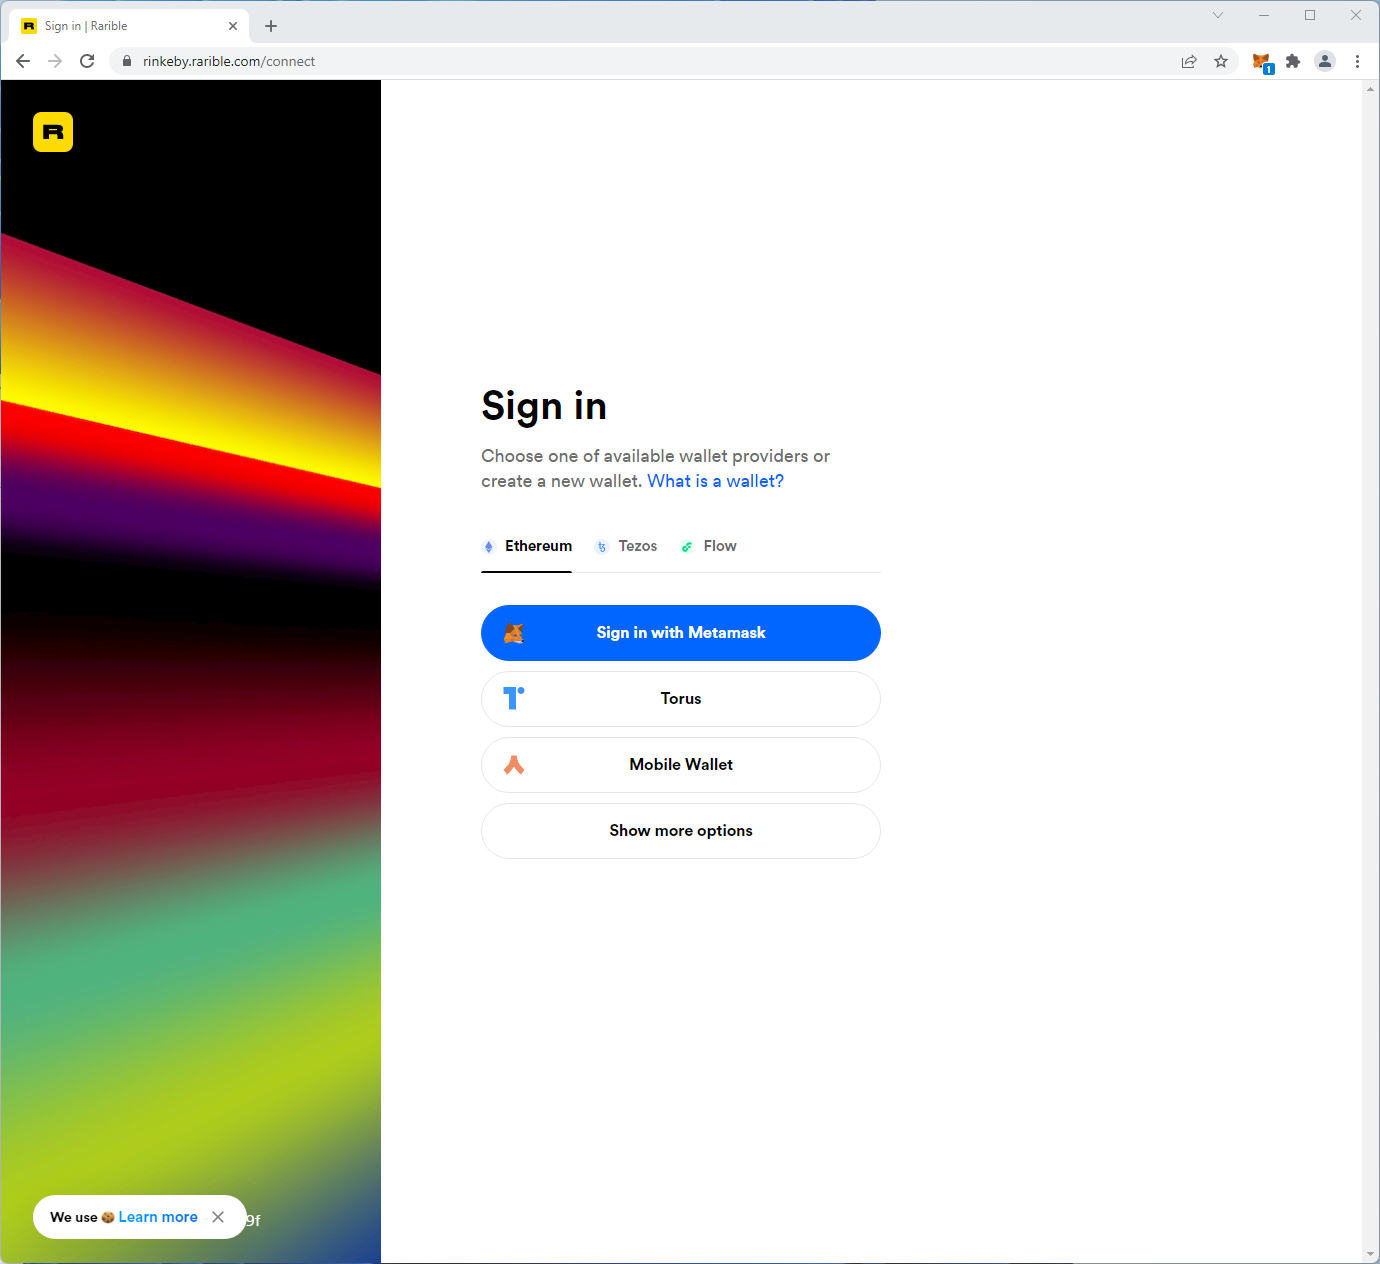 Sign in | Rarible
rinkeby.rarible.com/connect
1
R
Sign in
Choose one of available wallet providers or
create a new wallet. What is a wallet?
Ethereum Tezos Flow
Sign in with Metamask
Torus
Mobile Wallet
Show more options
We use Learn more
9f